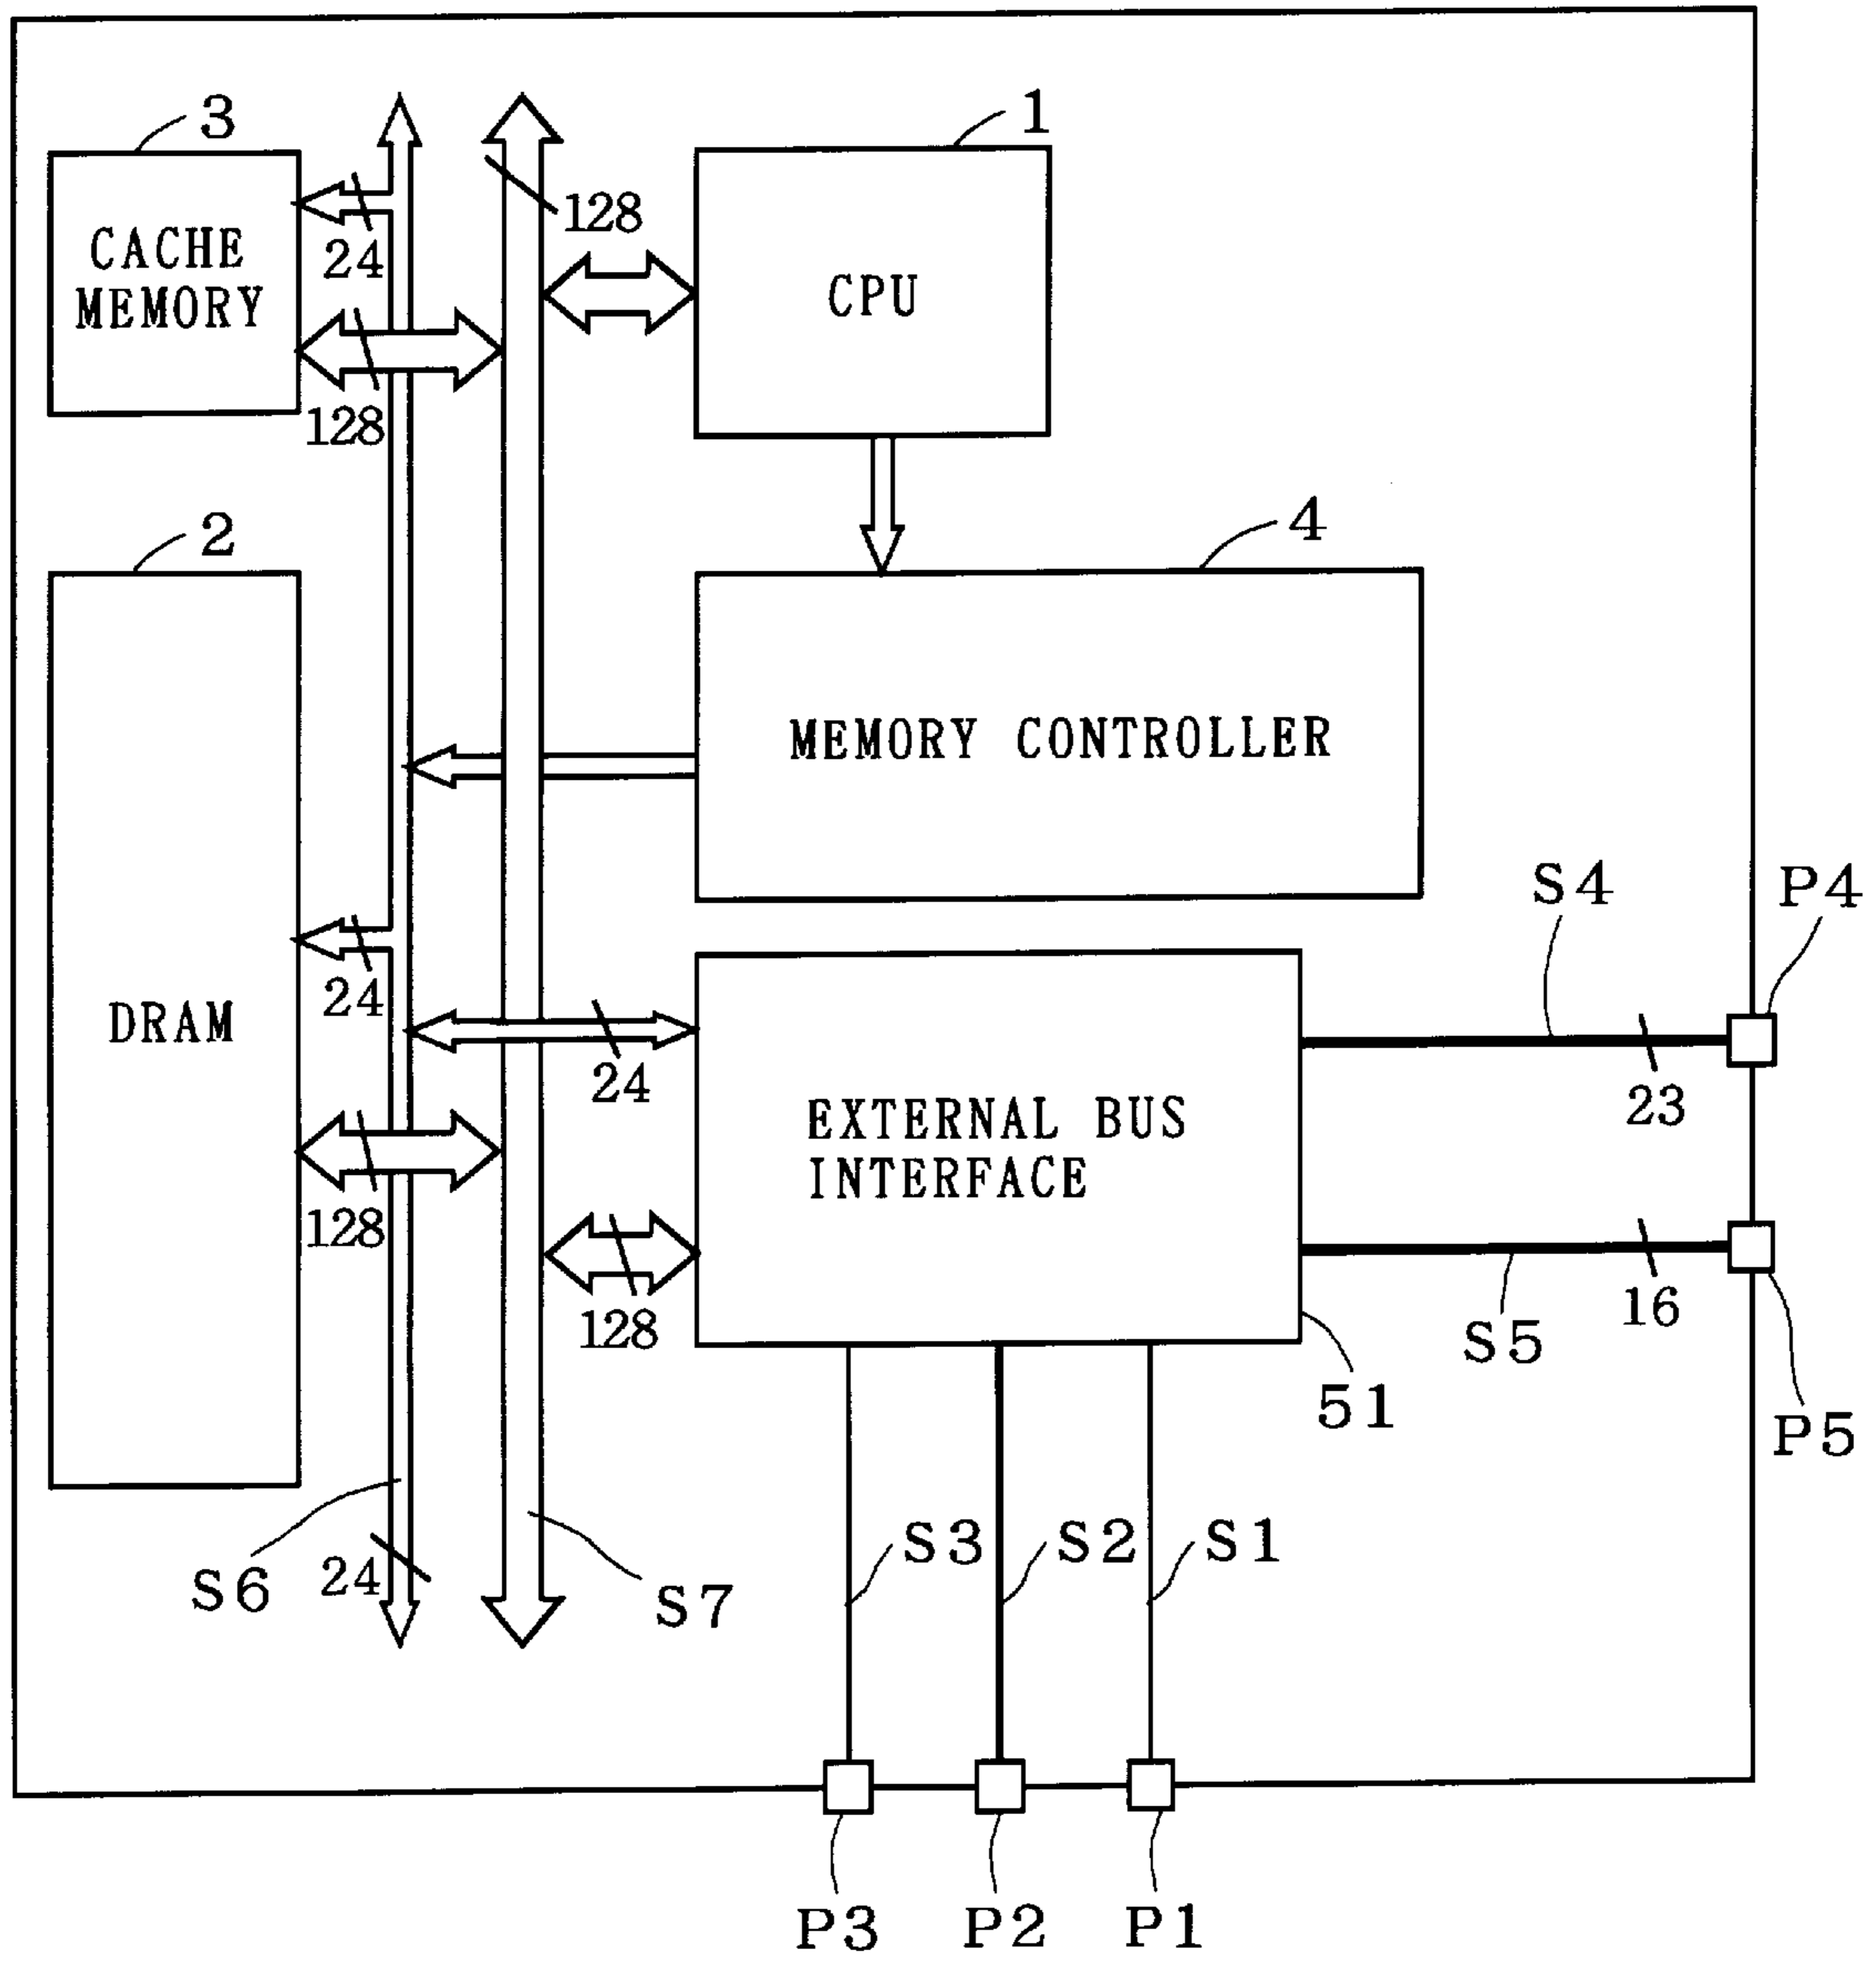 3
1
128
24
CACHE
MEMORY
CPU
128
2
4
MEMORY CONTROLLER
S4
P4
24
DRAM
24
23
EXTERNAL BUS
INTERFACE
128
128
16
S5
51
P5
S3
S2
S1
S6
24
S7
P3
P2
P1